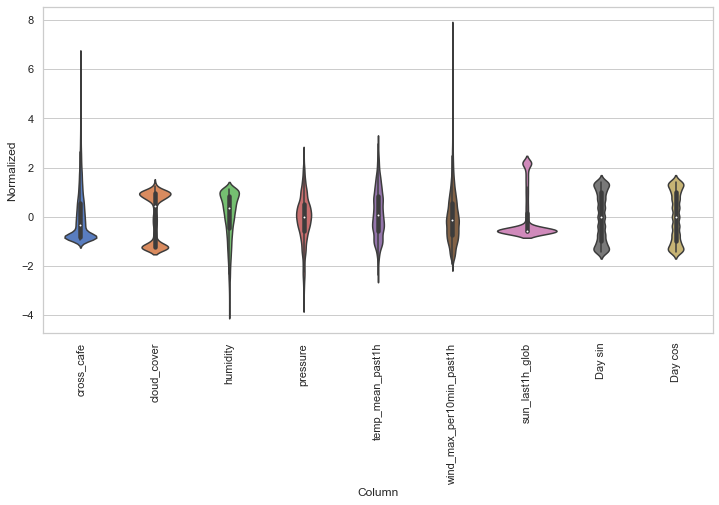 8
6
4
2
0
−2
−4
Normalized
cross_cafe
cloud_cover
humidity
pressure
temp_mean_past1h
wind_max_per10min_past1h
sun_last1h_glob
Day sin
Day cos
Column